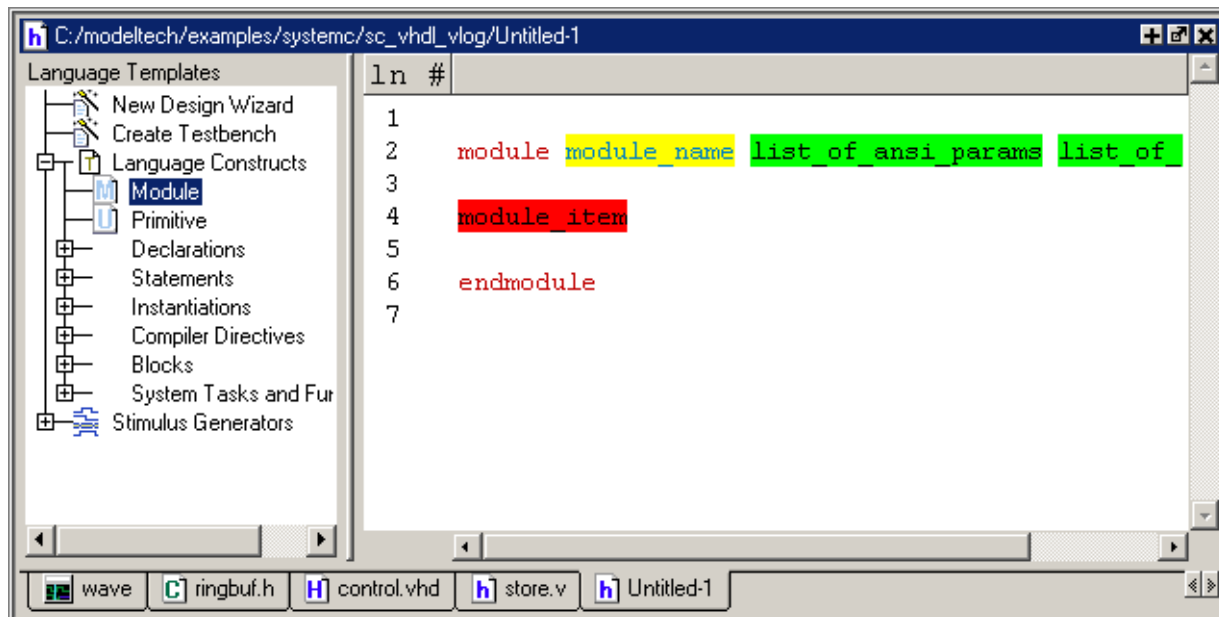 C:/modeltech/examples/systemc/sc_vhdl_vlog/Untitled-1
Language Templates
New Design Wizard
Create Testbench
Language Constructs
Module
Primitive
Declarations
Statements
Instantiations
Compiler Directives
Blocks
System Tasks and Fur
Stimulus Generators
ln #
1
2 module module_name list_of_ansi_params list_of_
3
4 module_item
5
6 endmodule
7
wave ringbuf.h control.vhd store.v Untitled-1